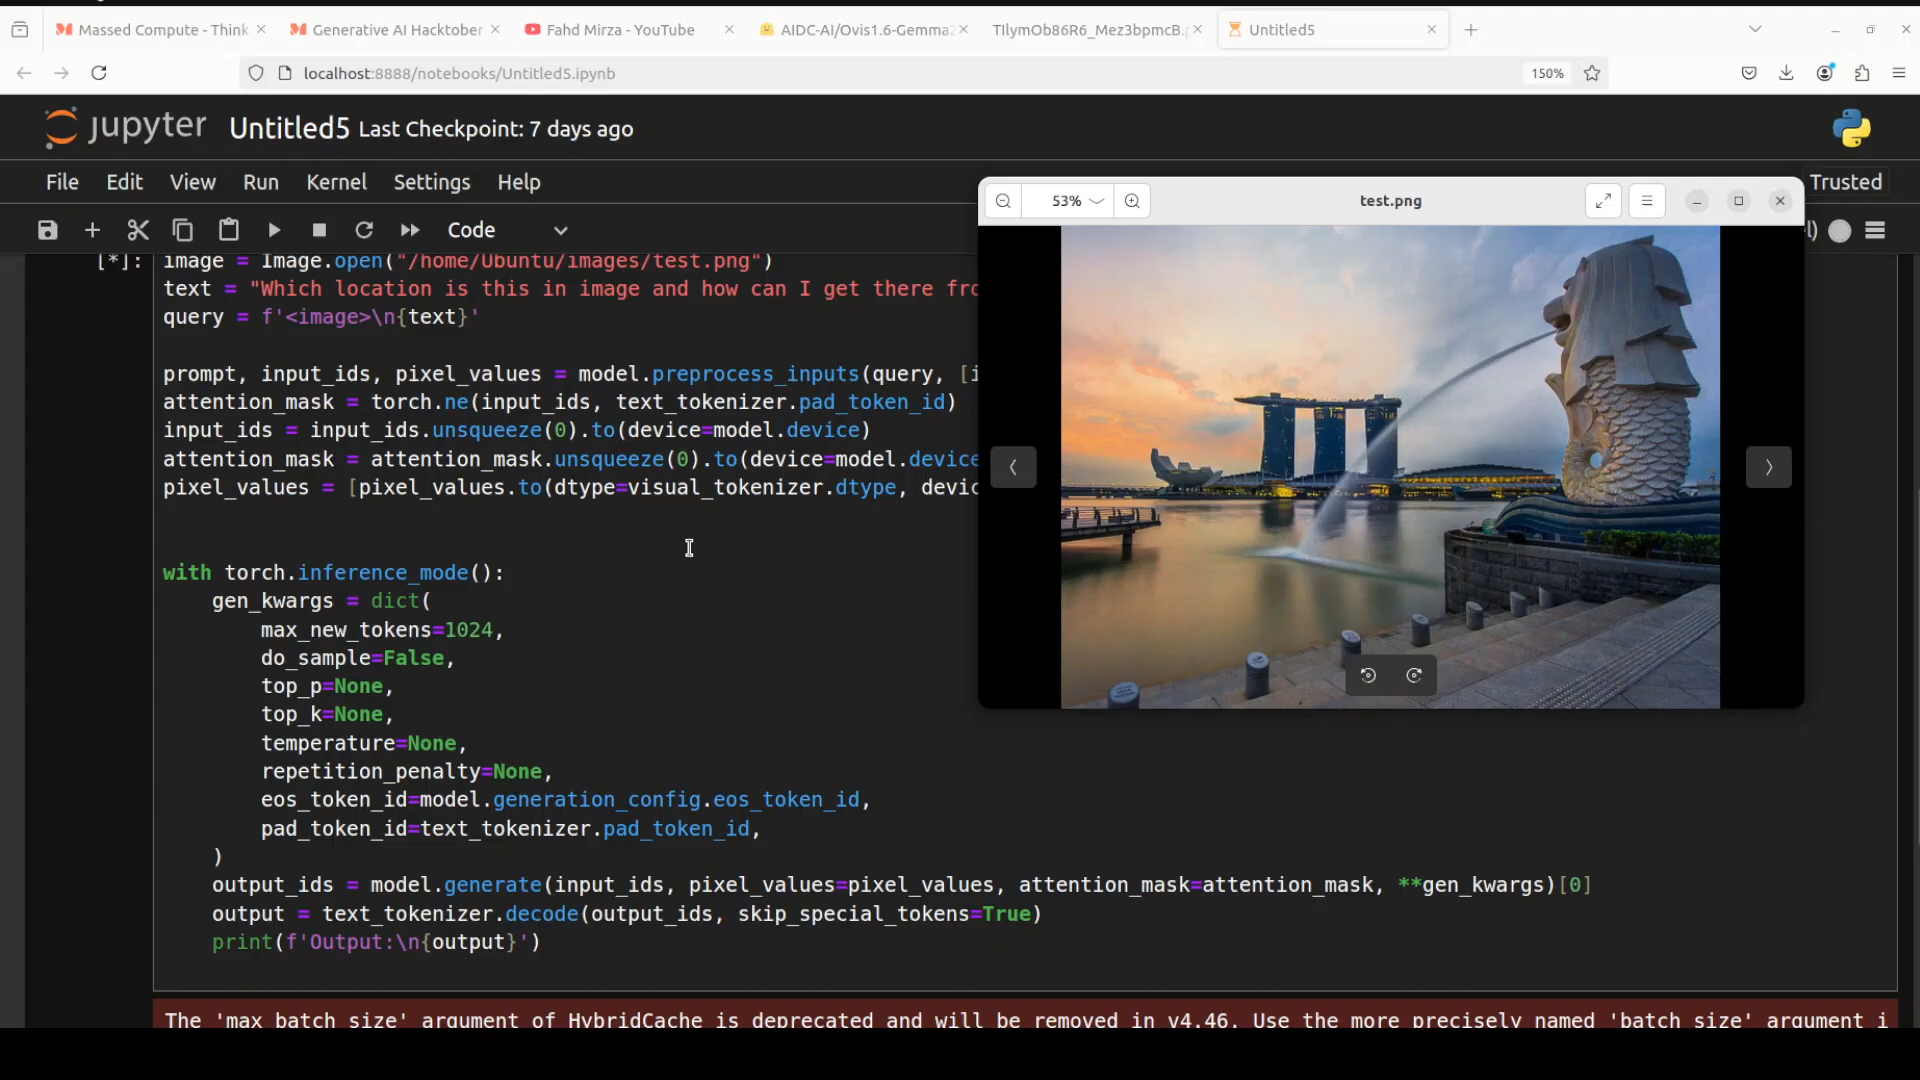 Massed Compute - Think
Generative AI Hacktober
Fahd Mirza - YouTube
AIDC-AI/Ovis1.6-Gemma2
TIlymOb86R6_Mez3bpmcB.p
Untitled5
localhost:8888/notebooks/Untitled5.ipynb
150%
jupyter
Untitled5 Last Checkpoint: 7 days ago
File Edit View Run Kernel Settings Help
Trusted
Code
53%
test.png
[*]:
image = Image.open("/home/Ubuntu/images/test.png")
text = "Which location is this in image and how can I get there fro
query = f'<image>\n{text}'
prompt, input_ids, pixel_values = model.preprocess_inputs(query, [i
attention_mask = torch.ne(input_ids, text_tokenizer.pad_token_id)
input_ids = input_ids.unsqueeze(0).to(device=model.device)
attention_mask = attention_mask.unsqueeze(0).to(device=model.device
pixel_values = [pixel_values.to(dtype=visual_tokenizer.dtype, devic
with torch.inference_mode():
    gen_kwargs = dict(
        max_new_tokens=1024,
        do_sample=False,
        top_p=None,
        top_k=None,
        temperature=None,
        repetition_penalty=None,
        eos_token_id=model.generation_config.eos_token_id,
        pad_token_id=text_tokenizer.pad_token_id,
    )
    output_ids = model.generate(input_ids, pixel_values=pixel_values, attention_mask=attention_mask, **gen_kwargs)[0]
    output = text_tokenizer.decode(output_ids, skip_special_tokens=True)
    print(f'Output:\n{output}')
The 'max_batch_size' argument of HybridCache is deprecated and will be removed in v4.46. Use the more precisely named 'batch_size' argument i